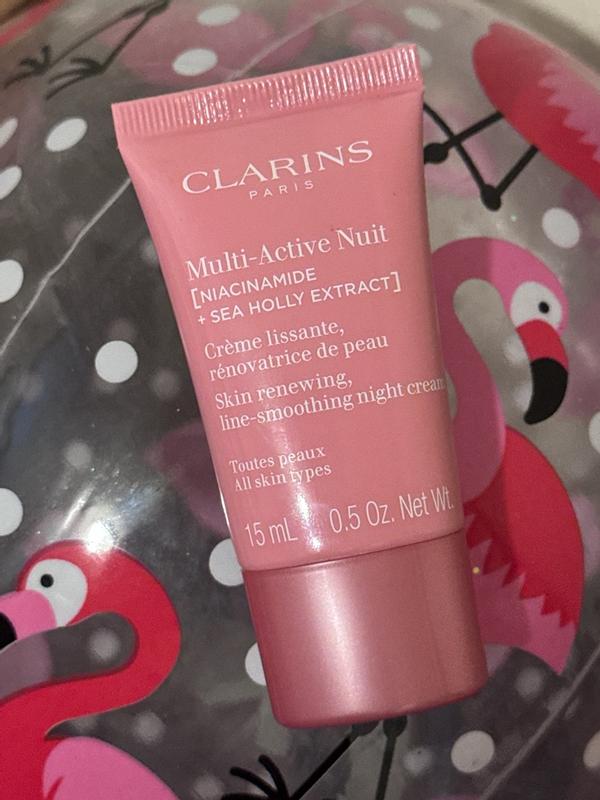 CLARINS
PARIS
Multi-Active Nuit
[NIACINAMIDE
+ SEA HOLLY EXTRACT]
Crème lissante,
rénovatrice de peau
Skin renewing,
line-smoothing night cream
Toutes peaux
All skin types
15 mL 0.5 Oz. Net Wt.